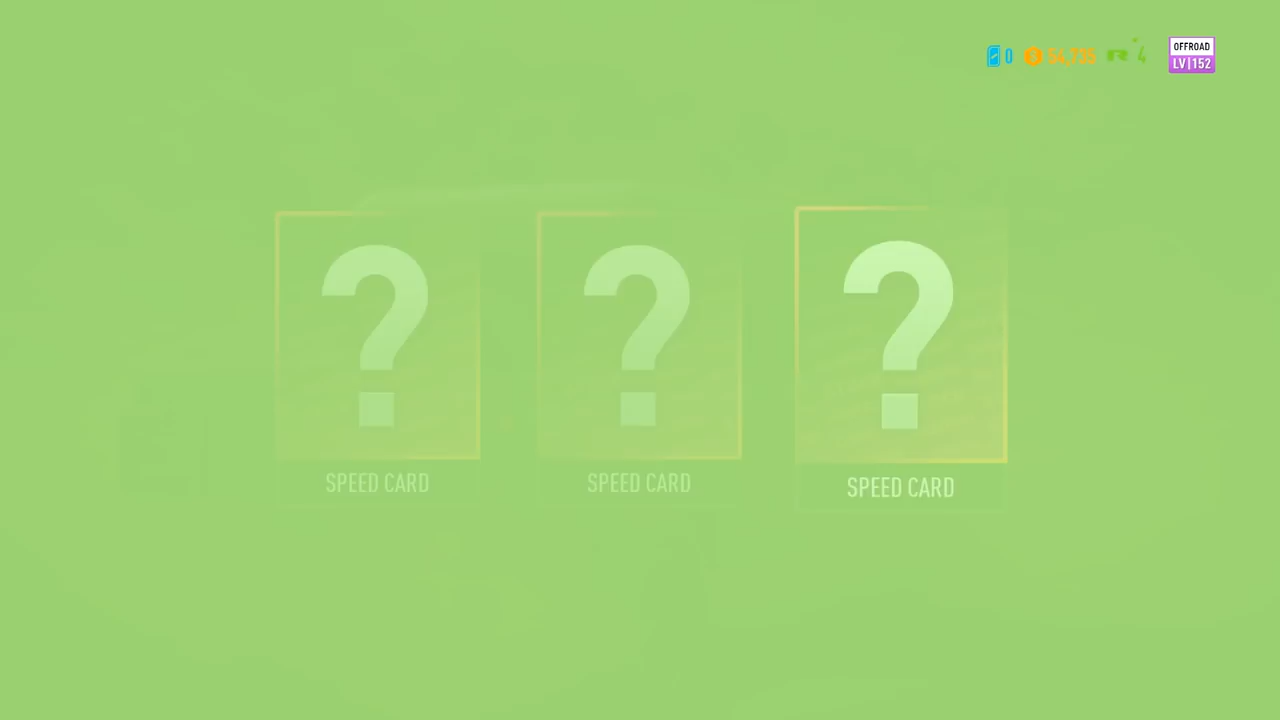 0 54,735 4 OFFROAD
LV|152
? ? ?
SPEED CARD SPEED CARD SPEED CARD